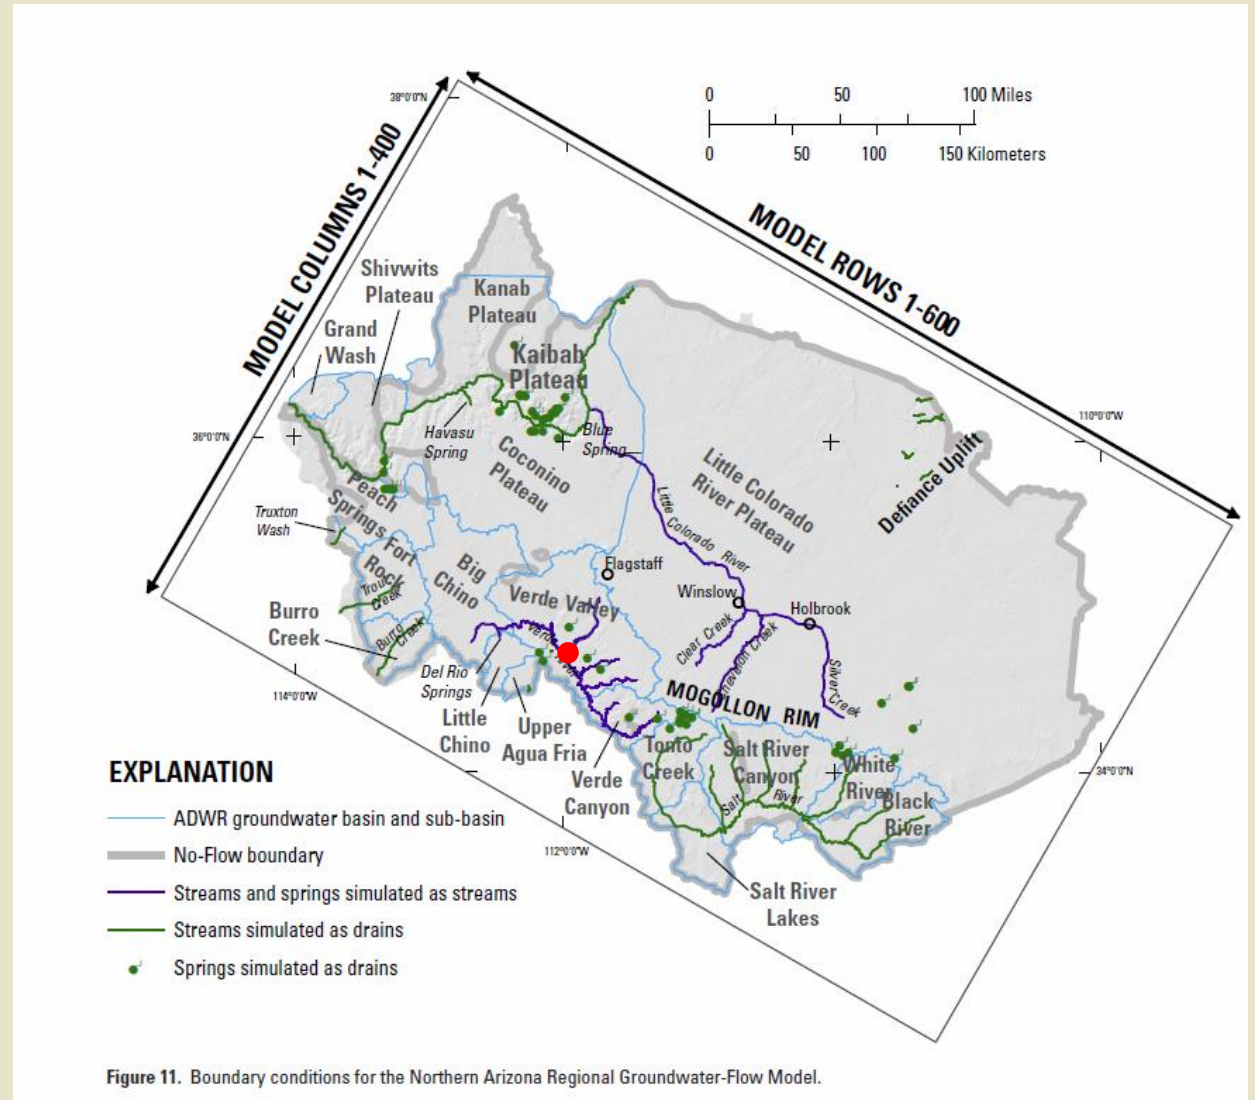 38°0'0"N
0 50 100 Miles
0 50 100 150 Kilometers
MODEL COLUMNS 1-400
MODEL ROWS 1-600
Shivwits
Plateau
Kanab
Plateau
Grand
Wash
Kaibab
Plateau
110°0'0"W
36°0'0"N
Havasu
Spring
Blue
Spring
Coconino
Plateau
Little Colorado
River Plateau
Defiance Uplift
Peach
Springs
Truxton
Wash
Little Colorado River
Fort
Rock
Big
Chino
Flagstaff
Trout
Creek
Verde Valley
Winslow
Holbrook
Burro
Creek
Burro
Creek
Clear Creek
Chevelon Creek
Silver Creek
Del Rio
Springs
114°0'0"W
MOGOLLON RIM
Little
Chino
Upper
Agua Fria
Tonto
Creek
Salt River
Canyon
White
River
34°0'0"N
Verde
Canyon
Salt River
Black
River
112°0'0"W
Salt River
Lakes
EXPLANATION
ADWR groundwater basin and sub-basin
No-Flow boundary
Streams and springs simulated as streams
Streams simulated as drains
Springs simulated as drains
Figure 11. Boundary conditions for the Northern Arizona Regional Groundwater-Flow Model.